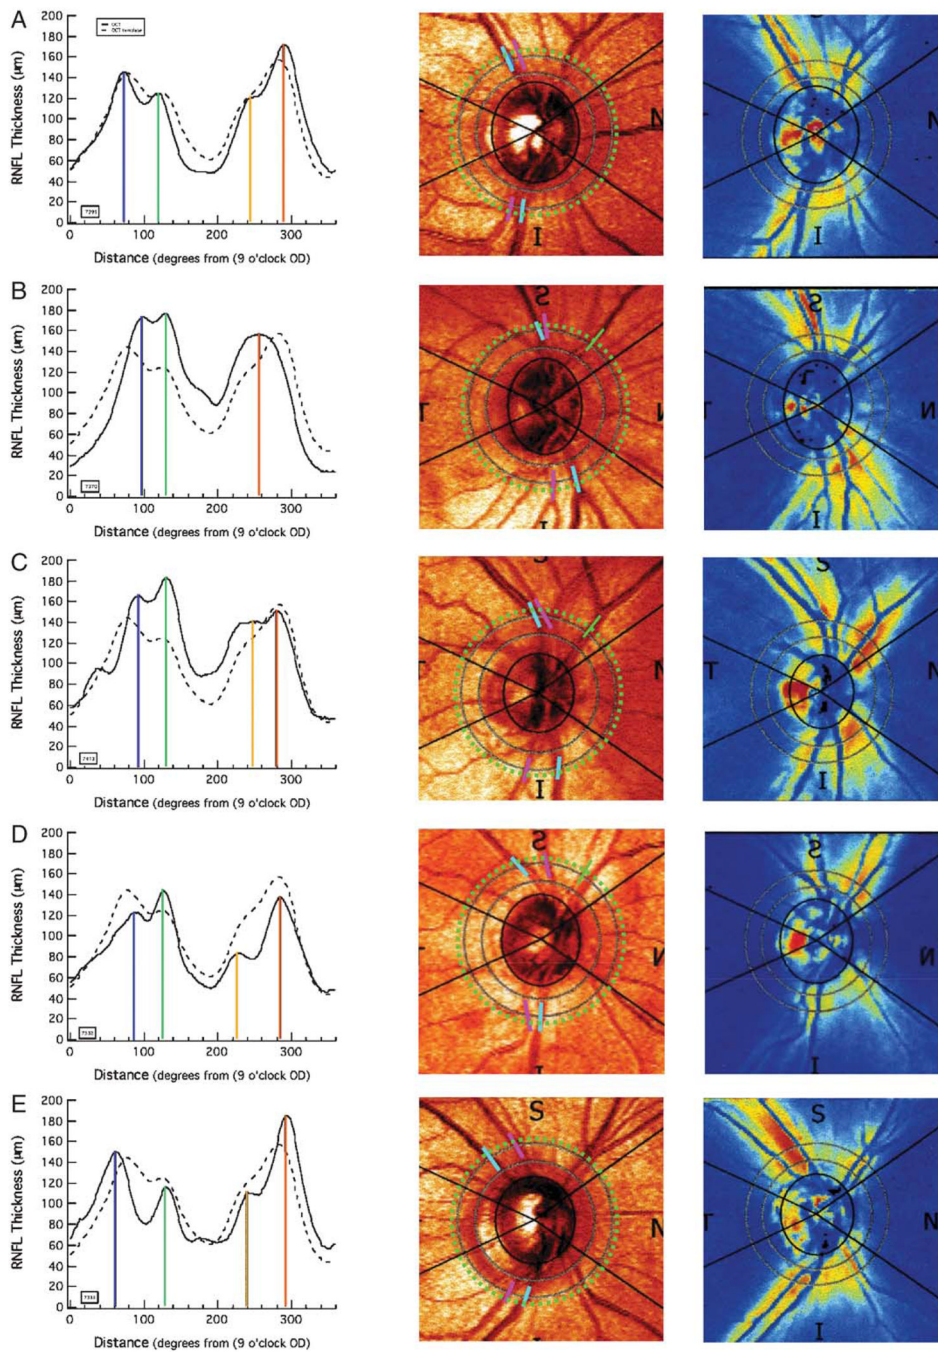 A
OCT
OCT average
RNFL Thickness (µm)
200
180
160
140
120
100
80
60
40
20
0
0 100 200 300
Distance (degrees from (9 o'clock OD)
T N
I
S
N
I
B
RNFL Thickness (µm)
200
180
160
140
120
100
80
60
40
20
0
0 100 200 300
Distance (degrees from (9 o'clock OD)
S
T N
I
S
T N
I
C
RNFL Thickness (µm)
200
180
160
140
120
100
80
60
40
20
0
7413
0 100 200 300
Distance (degrees from (9 o'clock OD)
S
T N
I
S
T N
I
D
RNFL Thickness (µm)
200
180
160
140
120
100
80
60
40
20
0
0 100 200 300
Distance (degrees from (9 o'clock OD)
S
T N
I
S
N
I
E
RNFL Thickness (µm)
200
180
160
140
120
100
80
60
40
20
0
0 100 200 300
Distance (degrees from (9 o'clock OD)
S
T N
I
S
T N
I